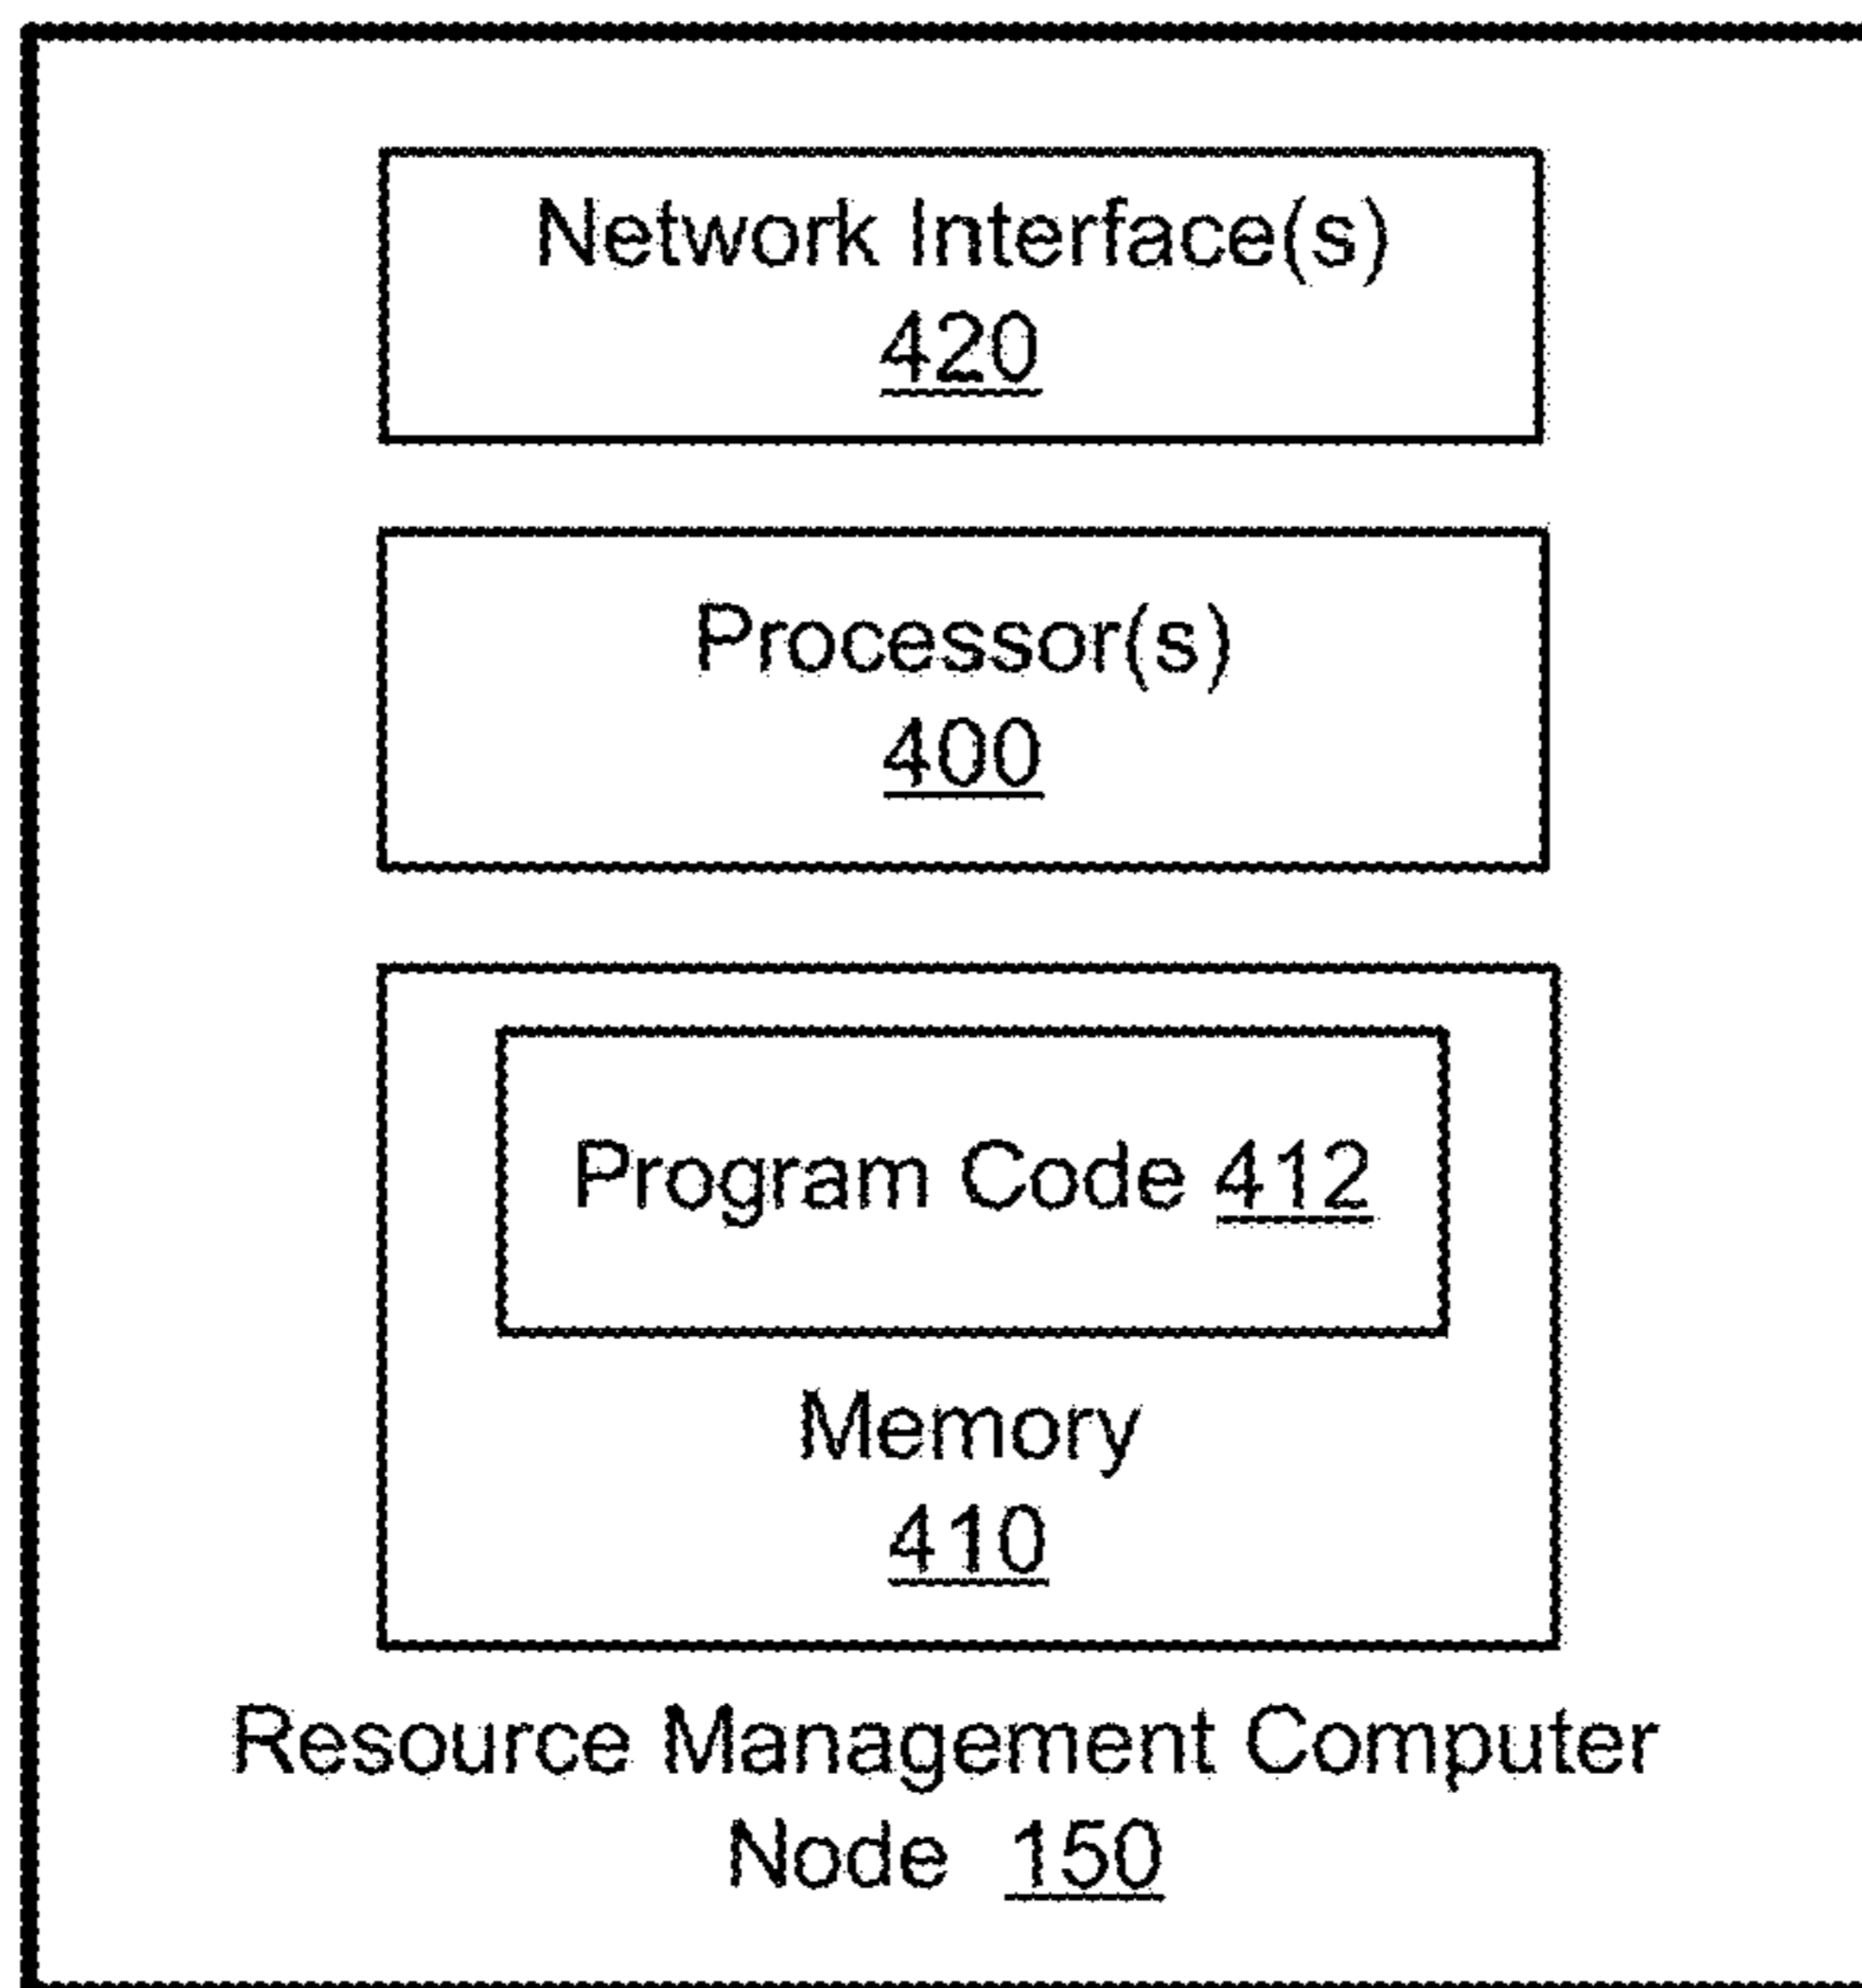 Network Interface(s)
420
Processor(s)
400
Program Code 412
Memory
410
Resource Management Computer
Node 150